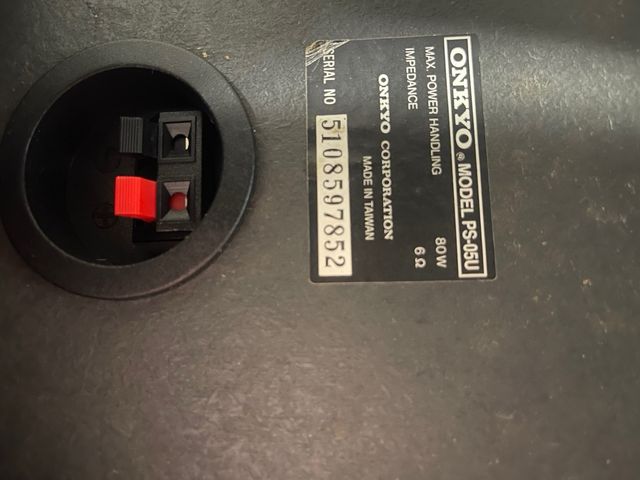 ONKYO® MODEL PS-05U
MAX. POWER HANDLING 80W
IMPEDANCE 6Ω
ONKYO CORPORATION
MADE IN TAIWAN
SERIAL NO 5108597852